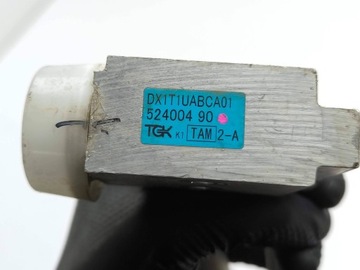 DX1T1UABCA01
524004 90
TGK K1 TAM 2-A